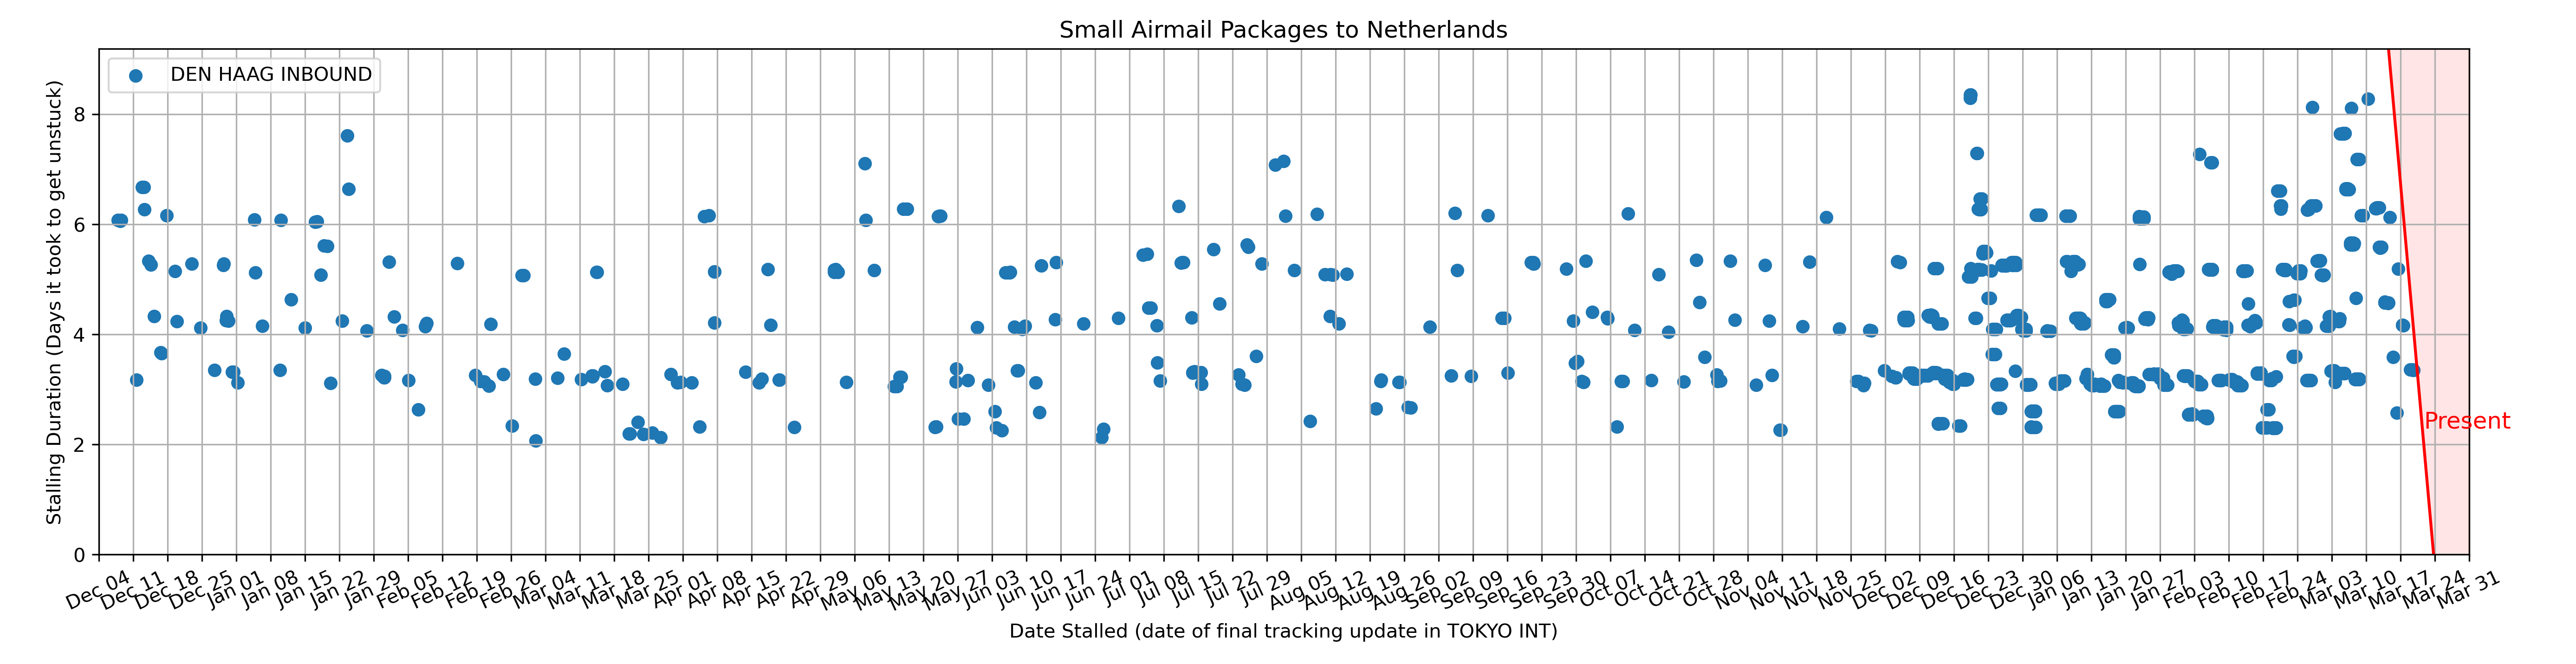 Small Airmail Packages to Netherlands
DEN HAAG INBOUND
Stalling Duration (Days it took to get unstuck)
8
6
4
2
0
Present
Dec 04
Dec 11
Dec 18
Dec 25
Jan 01
Jan 08
Jan 15
Jan 22
Jan 29
Feb 05
Feb 12
Feb 19
Feb 26
Mar 04
Mar 11
Mar 18
Mar 25
Apr 01
Apr 08
Apr 15
Apr 22
Apr 29
May 06
May 13
May 20
May 27
Jun 03
Jun 10
Jun 17
Jun 24
Jul 01
Jul 08
Jul 15
Jul 22
Jul 29
Aug 05
Aug 12
Aug 19
Aug 26
Sep 02
Sep 09
Sep 16
Sep 23
Sep 30
Oct 07
Oct 14
Oct 21
Oct 28
Nov 04
Nov 11
Nov 18
Nov 25
Dec 02
Dec 09
Dec 16
Dec 23
Dec 30
Jan 06
Jan 13
Jan 20
Jan 27
Feb 03
Feb 10
Feb 17
Feb 24
Mar 03
Mar 10
Mar 17
Mar 24
Mar 31
Date Stalled (date of final tracking update in TOKYO INT)